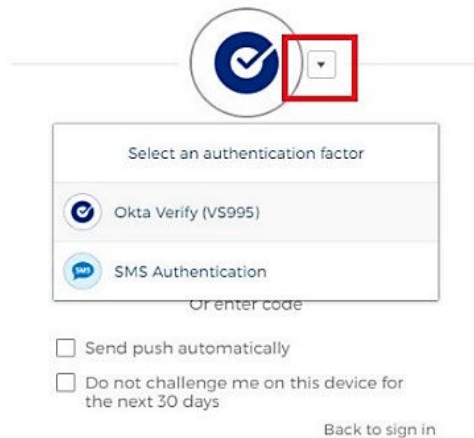 Select an authentication factor
Okta Verify (VS995)
SMS
SMS Authentication
Or enter code
Send push automatically
Do not challenge me on this device for
the next 30 days
Back to sign in